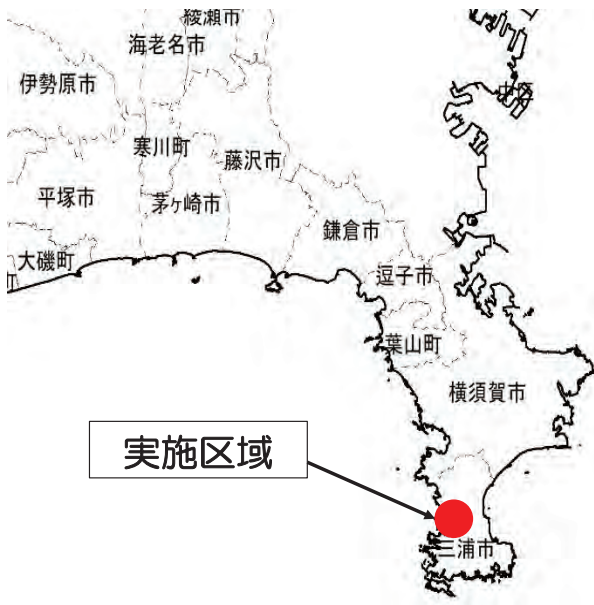 綾瀬市
海老名市
伊勢原市
寒川町
藤沢市
平塚市
茅ヶ崎市
鎌倉市
大磯町
町
逗子市
葉山町
横須賀市
実施区域
三浦市